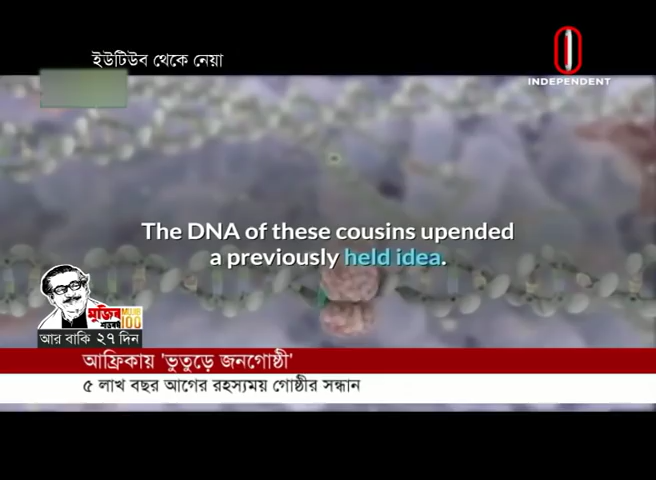 ইউটিউব থেকে নেয়া
INDEPENDENT
The DNA of these cousins upended
a previously held idea.
মুজিব
শতবর্ষ
MUJIB
100
আর বাকি ২৭ দিন
আফ্রিকায় 'ভুতুড়ে জনগোষ্ঠী'
৫ লাখ বছর আগের রহস্যময় গোষ্ঠীর সন্ধান